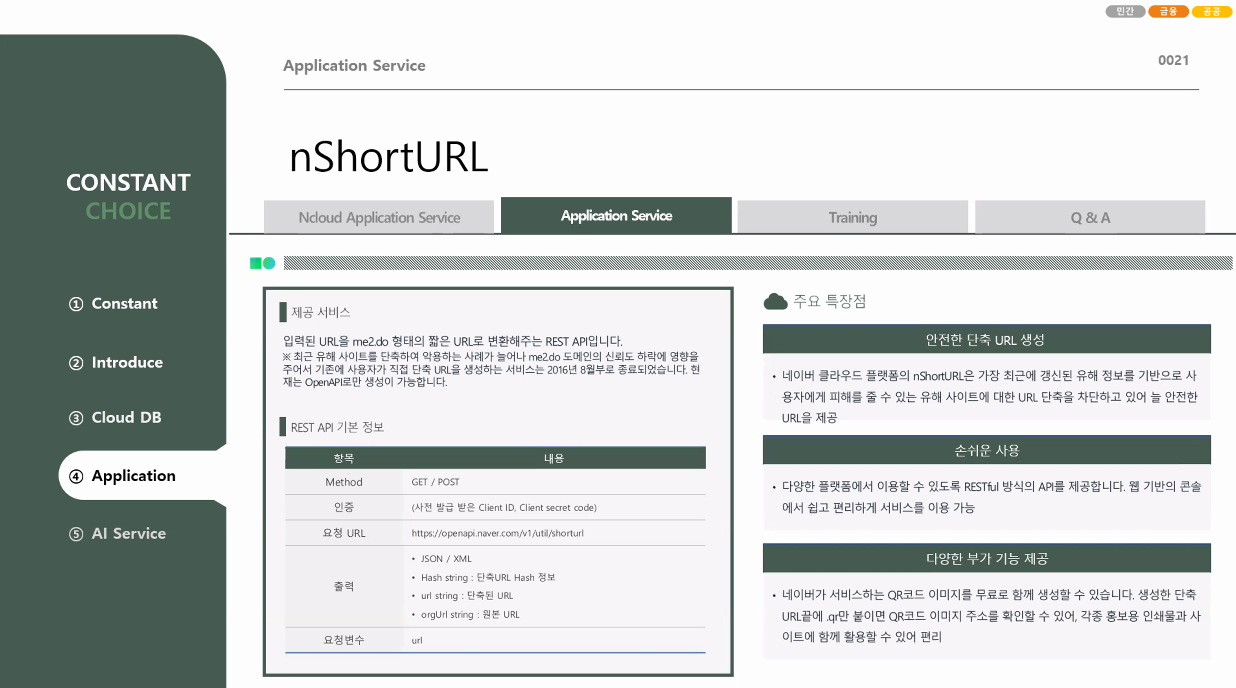 민간 금융 공공
Application Service
0021
nShortURL
CONSTANT
CHOICE
① Constant
② Introduce
③ Cloud DB
④ Application
⑤ AI Service
Ncloud Application Service
Application Service
Training
Q & A
제공 서비스
입력된 URL을 me2.do 형태의 짧은 URL로 변환해주는 REST API입니다.
※ 최근 유해 사이트를 단축하여 악용하는 사례가 늘어나 me2.do 도메인의 신뢰도 하락에 영향을
주어서 기존에 사용자가 직접 단축 URL을 생성하는 서비스는 2016년 8월부로 종료되었습니다. 현
재는 OpenAPI로만 생성이 가능합니다.
REST API 기본 정보
항목 내용
Method GET / POST
인증 (사전 발급 받은 Client ID, Client secret code)
요청 URL https://openapi.naver.com/v1/util/shorturl
출력
• JSON / XML
• Hash string : 단축URL Hash 정보
• url string : 단축된 URL
• orgUrl string : 원본 URL
요청변수 url
주요 특장점
안전한 단축 URL 생성
• 네이버 클라우드 플랫폼의 nShortURL은 가장 최근에 갱신된 유해 정보를 기반으로 사
용자에게 피해를 줄 수 있는 유해 사이트에 대한 URL 단축을 차단하고 있어 늘 안전한
URL을 제공
손쉬운 사용
• 다양한 플랫폼에서 이용할 수 있도록 RESTful 방식의 API를 제공합니다. 웹 기반의 콘솔
에서 쉽고 편리하게 서비스를 이용 가능
다양한 부가 기능 제공
• 네이버가 서비스하는 QR코드 이미지를 무료로 함께 생성할 수 있습니다. 생성한 단축
URL끝에 .qr만 붙이면 QR코드 이미지 주소를 확인할 수 있어, 각종 홍보용 인쇄물과 사
이트에 함께 활용할 수 있어 편리